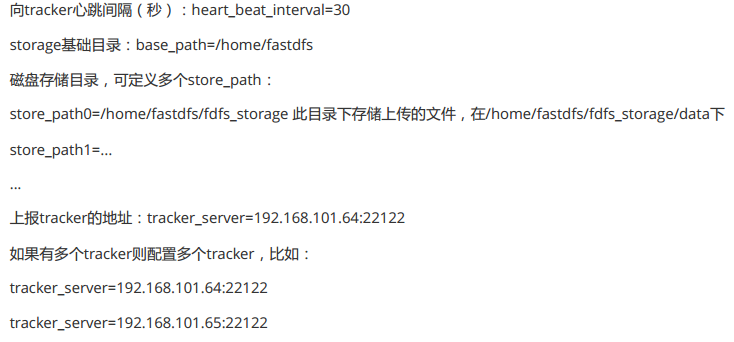 向tracker心跳间隔（秒）：heart_beat_interval=30
storage基础目录：base_path=/home/fastdfs
磁盘存储目录，可定义多个store_path：
store_path0=/home/fastdfs/fdfs_storage 此目录下存储上传的文件，在/home/fastdfs/fdfs_storage/data下
store_path1=...
...
上报tracker的地址：tracker_server=192.168.101.64:22122
如果有多个tracker则配置多个tracker，比如：
tracker_server=192.168.101.64:22122
tracker_server=192.168.101.65:22122